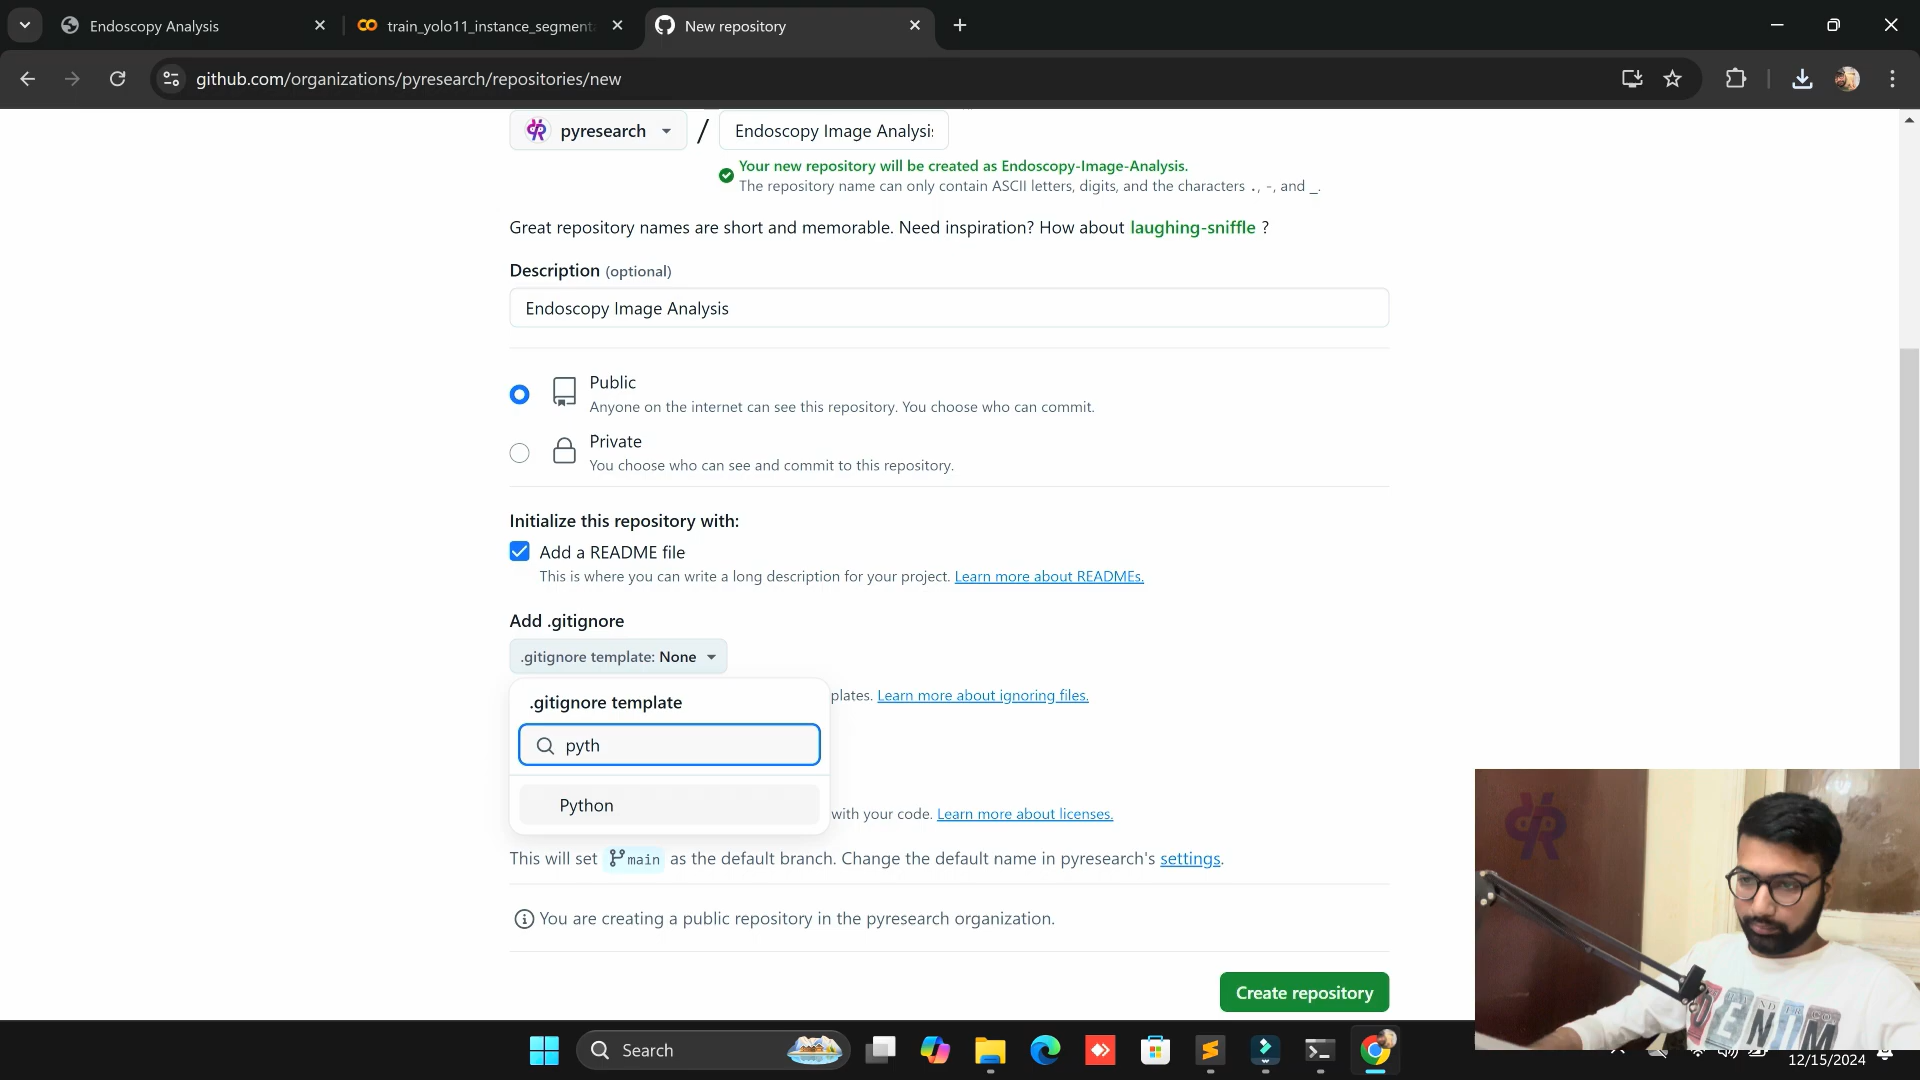 Endoscopy Analysis
train_yolo11_instance_segment
New repository
github.com/organizations/pyresearch/repositories/new
pyresearch / Endoscopy Image Analysi
Your new repository will be created as Endoscopy-Image-Analysis.
The repository name can only contain ASCII letters, digits, and the characters ., -, and _.
Great repository names are short and memorable. Need inspiration? How about laughing-sniffle ?
Description (optional)
Endoscopy Image Analysis
Public
Anyone on the internet can see this repository. You choose who can commit.
Private
You choose who can see and commit to this repository.
Initialize this repository with:
Add a README file
This is where you can write a long description for your project. Learn more about READMEs.
Add .gitignore
.gitignore template: None
plates. Learn more about ignoring files.
.gitignore template
pyth
Python
with your code. Learn more about licenses.
This will set main as the default branch. Change the default name in pyresearch's settings.
You are creating a public repository in the pyresearch organization.
Create repository
DENIM
Search
12/15/2024